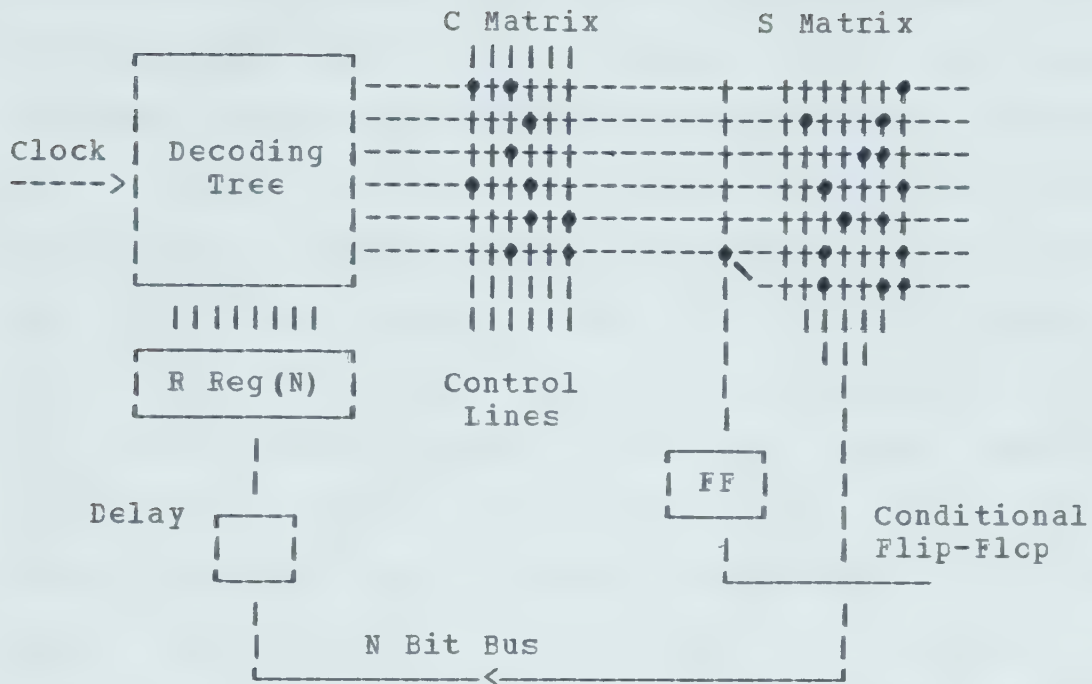 C Matrix
S Matrix
Clock
Decoding
Tree
R Reg(N)
Control
Lines
FF
Delay
Conditional
Flip-Flop
N Bit Bus